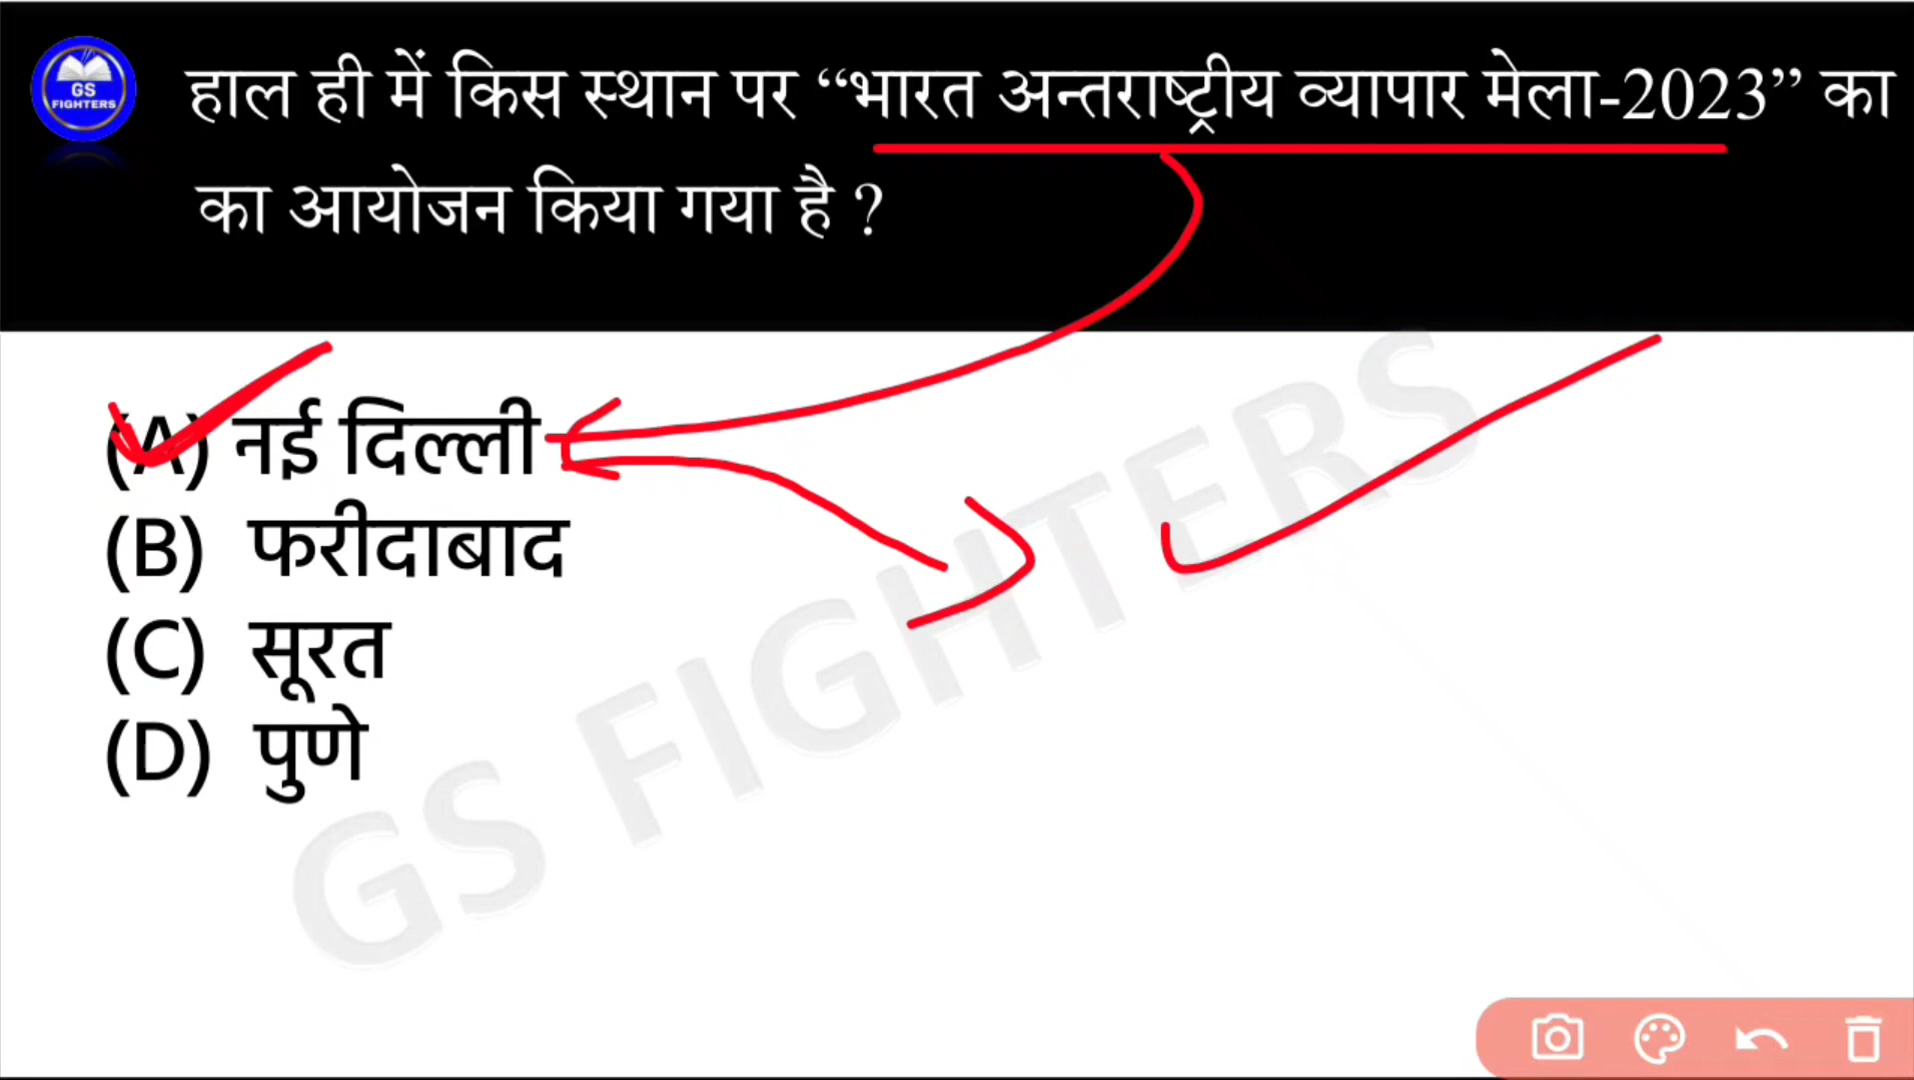 GS
FIGHTERS
हाल ही में किस स्थान पर “भारत अन्तराष्ट्रीय व्यापार मेला-2023” का
का आयोजन किया गया है ?
(A) नई दिल्ली
(B) फरीदाबाद
(C) सूरत
(D) पुणे
GS FIGHTERS